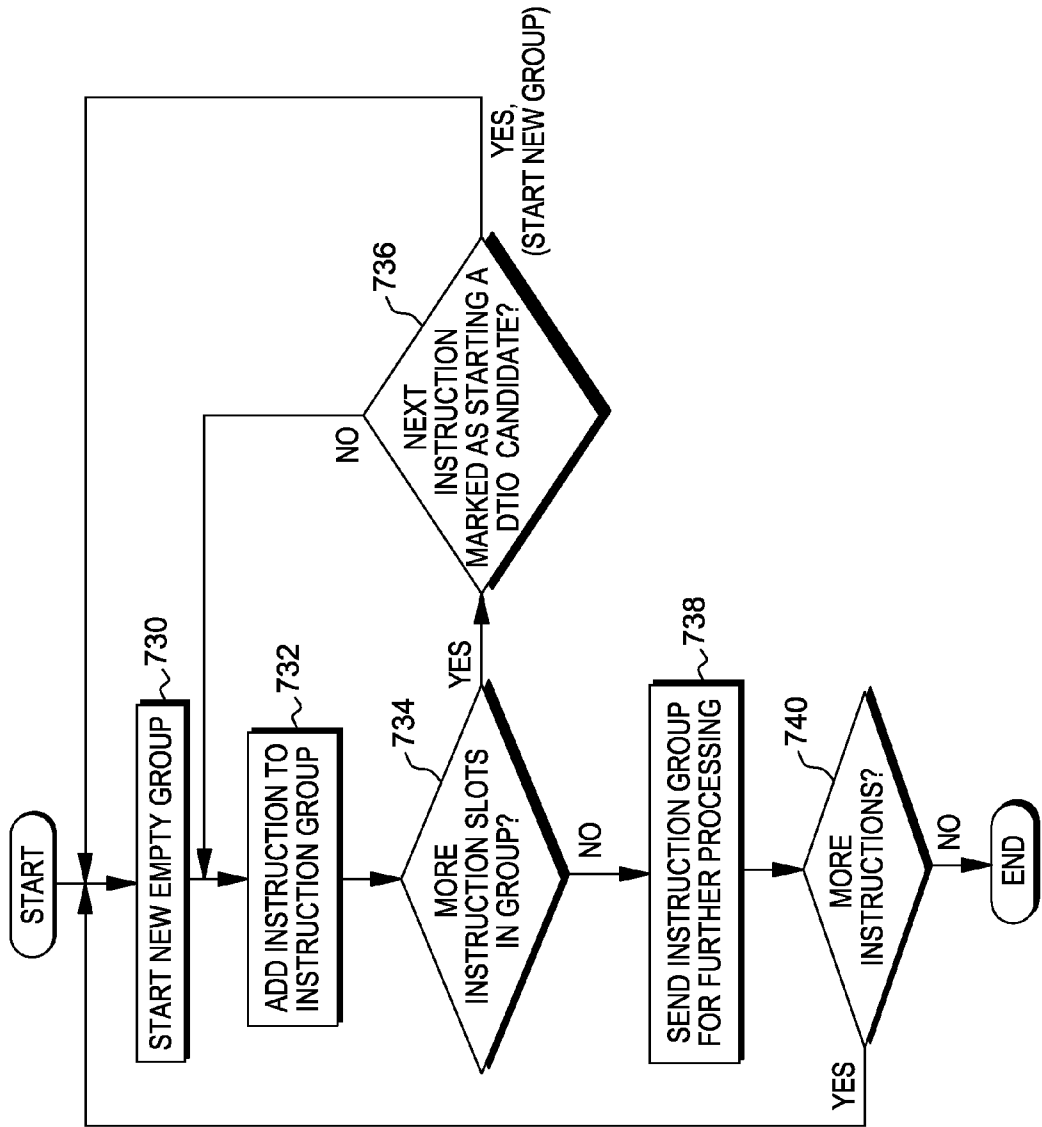 START
START NEW EMPTY GROUP
730
ADD INSTRUCTION TO
INSTRUCTION GROUP
732
MORE
INSTRUCTION SLOTS
IN GROUP?
734
YES
NO
NEXT
INSTRUCTION
MARKED AS STARTING A
DTIO CANDIDATE?
736
NO
YES,
(START NEW GROUP)
SEND INSTRUCTION GROUP
FOR FURTHER PROCESSING
738
MORE
INSTRUCTIONS?
740
YES
NO
END